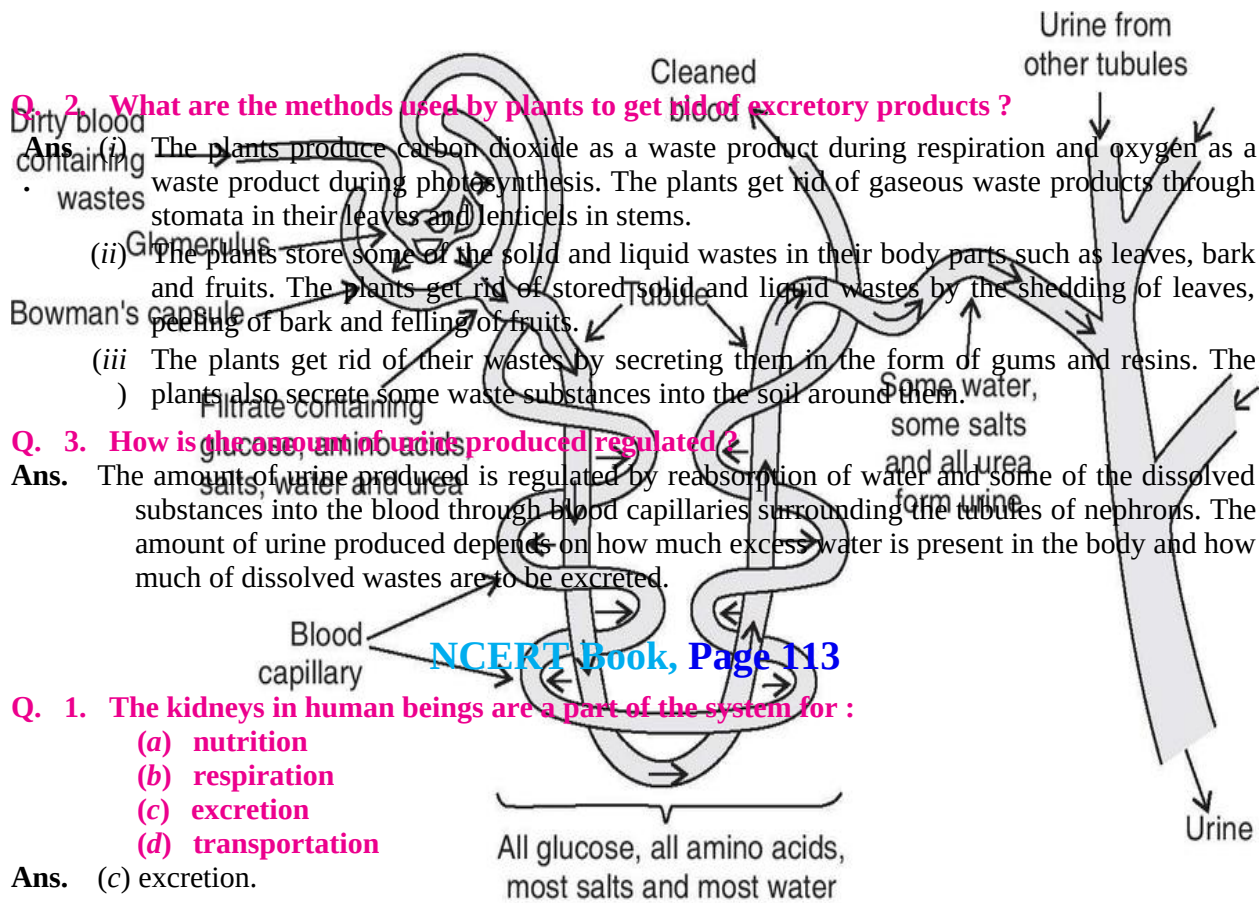 Urine from
other tubules
Cleaned
blood
Q. 2. What are the methods used by plants to get rid of excretory products ?
Dirty blood
containing
wastes
Ans (i) The plants produce carbon dioxide as a waste product during respiration and oxygen as a
. waste product during photosynthesis. The plants get rid of gaseous waste products through
stomata in their leaves and lenticels in stems.
Glomerulus
(ii) The plants store some of the solid and liquid wastes in their body parts such as leaves, bark
and fruits. The plants get rid of stored solid and liquid wastes by the shedding of leaves,
peeling of bark and felling of fruits.
Tubule
Bowman's capsule
(iii The plants get rid of their wastes by secreting them in the form of gums and resins. The
) plants also secrete some waste substances into the soil around them.
Filtrate containing
glucose, amino acids,
salts, water and urea
Some water,
some salts
and all urea
form urine
Q. 3. How is the amount of urine produced regulated ?
Ans. The amount of urine produced is regulated by reabsorption of water and some of the dissolved
substances into the blood through blood capillaries surrounding the tubules of nephrons. The
amount of urine produced depends on how much excess water is present in the body and how
much of dissolved wastes are to be excreted.
Blood
capillary
NCERT Book, Page 113
Q. 1. The kidneys in human beings are a part of the system for :
(a) nutrition
(b) respiration
(c) excretion
(d) transportation
Ans. (c) excretion.
Urine
All glucose, all amino acids,
most salts and most water